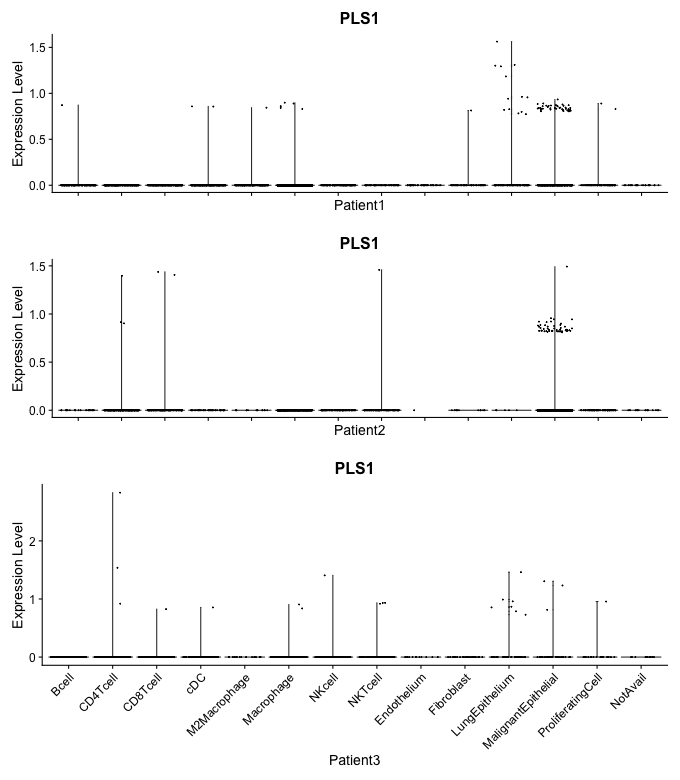 PLS1
Expression Level
1.5
1.0
0.5
0.0
Patient1
PLS1
Expression Level
1.5
1.0
0.5
0.0
Patient2
PLS1
Expression Level
2
1
0
Bcell
CD4Tcell
CD8Tcell
cDC
M2Macrophage
Macrophage
NKcell
NKTcell
Endothelium
Fibroblast
LungEpithelium
MalignantEpithelial
ProliferatingCell
NotAvail
Patient3